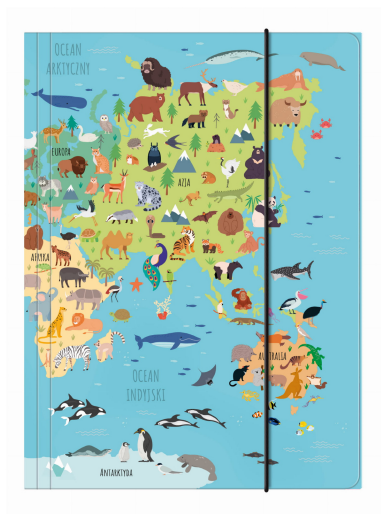 OCEAN
ARKTYCZNY
EUROPA
AZJA
AFRYKA
AUSTRALIA
OCEAN
INDYJSKI
ANTARKTYDA